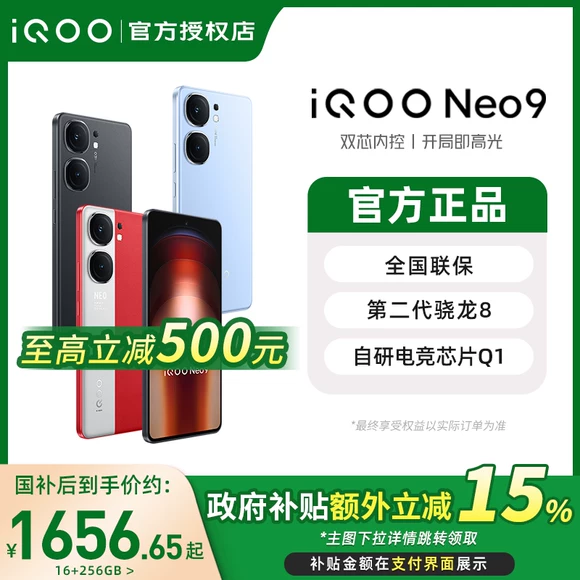 iQOO | 官方授权店
iQOO Neo9
双芯内控 | 开局即高光
官方正品
全国联保
第二代骁龙8
自研电竞芯片Q1
*最终享受权益以实际订单为准
NEO
iQOO
iQOO Neo9
至高立减500元
国补后到手价约：
¥1656.65起
16+256GB >
政府补贴额外立减15%
*主图下拉详情跳转领取
补贴金额在支付界面展示